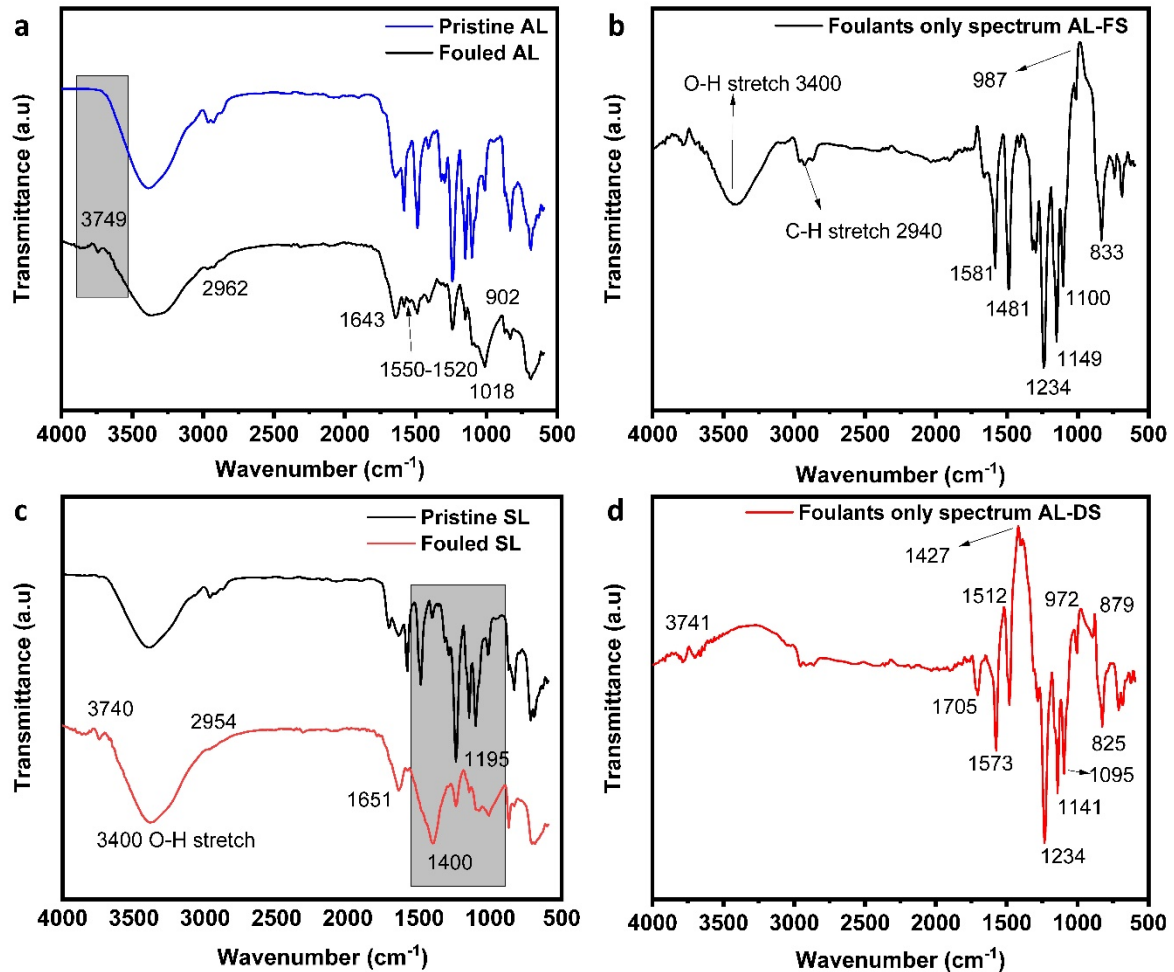 a
Pristine AL
Fouled AL
3749
2962
1643
902
1550-1520
1018
Transmittance (a.u)
4000 3500 3000 2500 2000 1500 1000 500
Wavenumber (cm-1)
b
Foulants only spectrum AL-FS
O-H stretch 3400
987
C-H stretch 2940
1581
1481
833
1100
1149
1234
Transmittance (a.u)
4000 3500 3000 2500 2000 1500 1000 500
Wavenumber (cm-1)
c
Pristine SL
Fouled SL
3740
2954
1195
1651
3400 O-H stretch
1400
Transmittance (a.u)
4000 3500 3000 2500 2000 1500 1000 500
Wavenumber (cm-1)
d
Foulants only spectrum AL-DS
1427
1512
972
879
3741
1705
1573
825
1095
1141
1234
Transmittance (a.u)
4000 3500 3000 2500 2000 1500 1000 500
Wavenumber (cm-1)